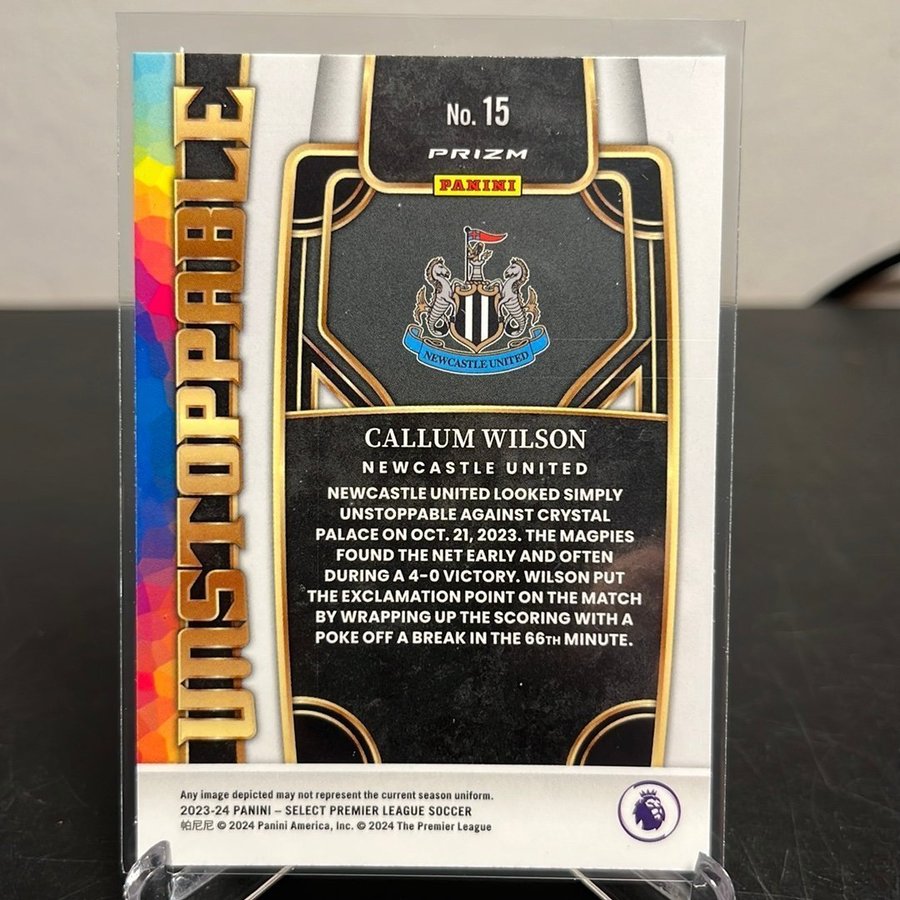 UNSTOPPABLE
No. 15
PRIZM
PANINI
NEWCASTLE UNITED
CALLUM WILSON
NEWCASTLE UNITED
NEWCASTLE UNITED LOOKED SIMPLY
UNSTOPPABLE AGAINST CRYSTAL
PALACE ON OCT. 21, 2023. THE MAGPIES
FOUND THE NET EARLY AND OFTEN
DURING A 4-0 VICTORY. WILSON PUT
THE EXCLAMATION POINT ON THE MATCH
BY WRAPPING UP THE SCORING WITH A
POKE OFF A BREAK IN THE 66TH MINUTE.
Any image depicted may not represent the current season uniform.
2023-24 PANINI – SELECT PREMIER LEAGUE SOCCER
帕尼尼 © 2024 Panini America, Inc. © 2024 The Premier League